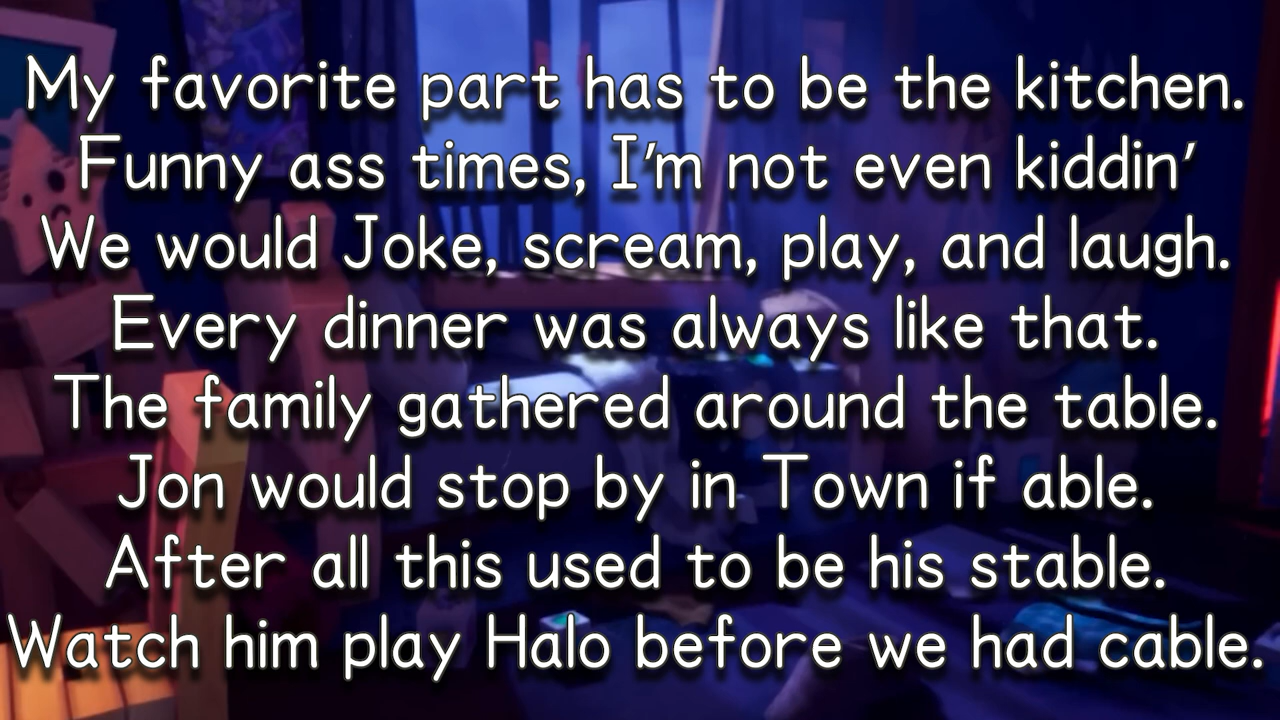 My favorite part has to be the kitchen.
Funny ass times, I'm not even kiddin'
We would Joke, scream, play, and laugh.
Every dinner was always like that.
The family gathered around the table.
Jon would stop by in Town if able.
After all this used to be his stable.
Watch him play Halo before we had cable.